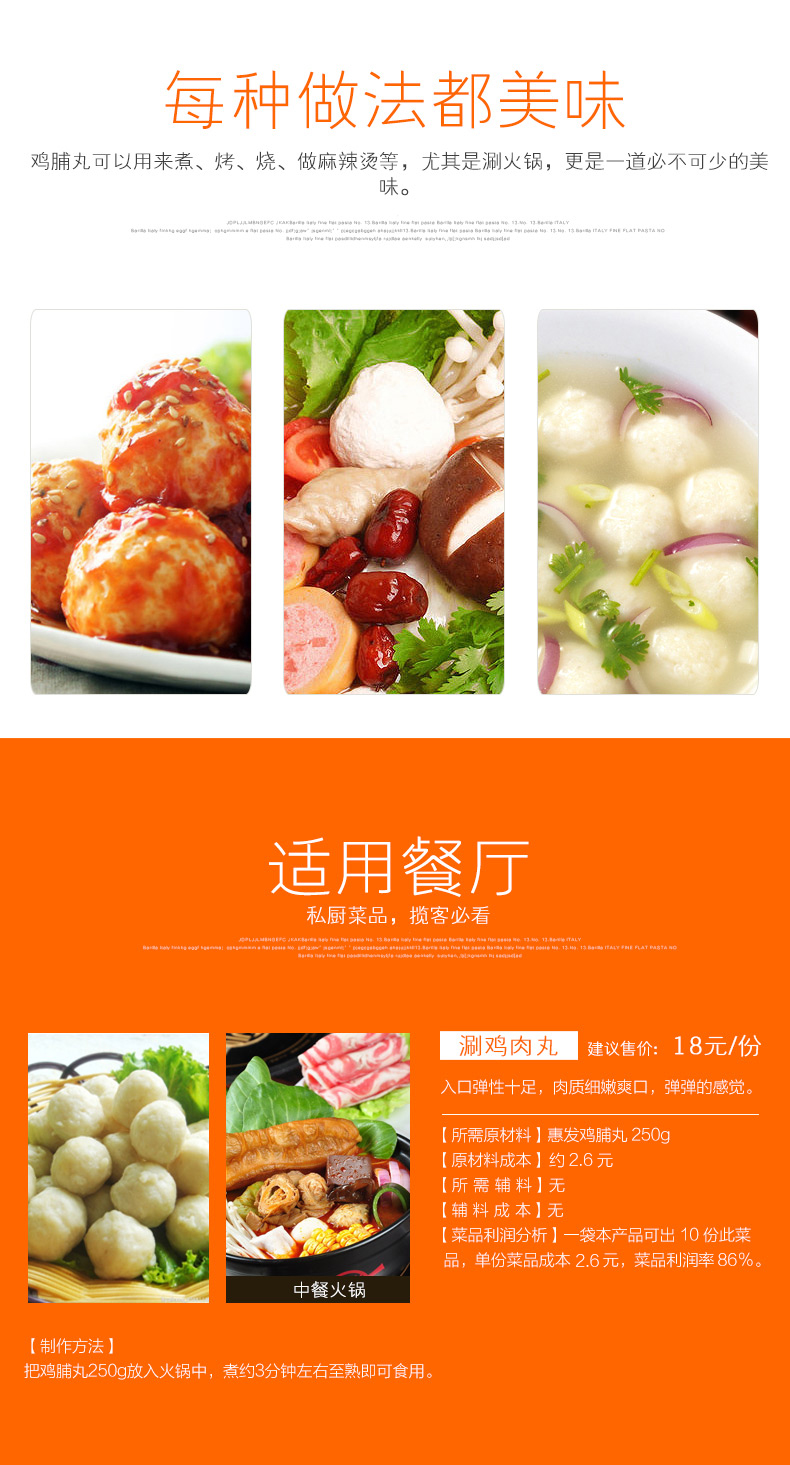 每种做法都美味
鸡脯丸可以用来煮、烤、烧、做麻辣烫等，尤其是涮火锅，更是一道必不可少的美
味。
适用餐厅
私厨菜品，揽客必看
涮鸡肉丸 建议售价: 18元/份
入口弹性十足，肉质细嫩爽口，弹弹的感觉。
【所需原材料】惠发鸡脯丸 250g
【原材料成本】约 2.6 元
【所 需 辅 料】无
【辅 料 成 本】无
【菜品利润分析】一袋本产品可出 10 份此菜
品，单份菜品成本 2.6 元，菜品利润率 86%。
中餐火锅
【制作方法】
把鸡脯丸250g放入火锅中，煮约3分钟左右至熟即可食用。